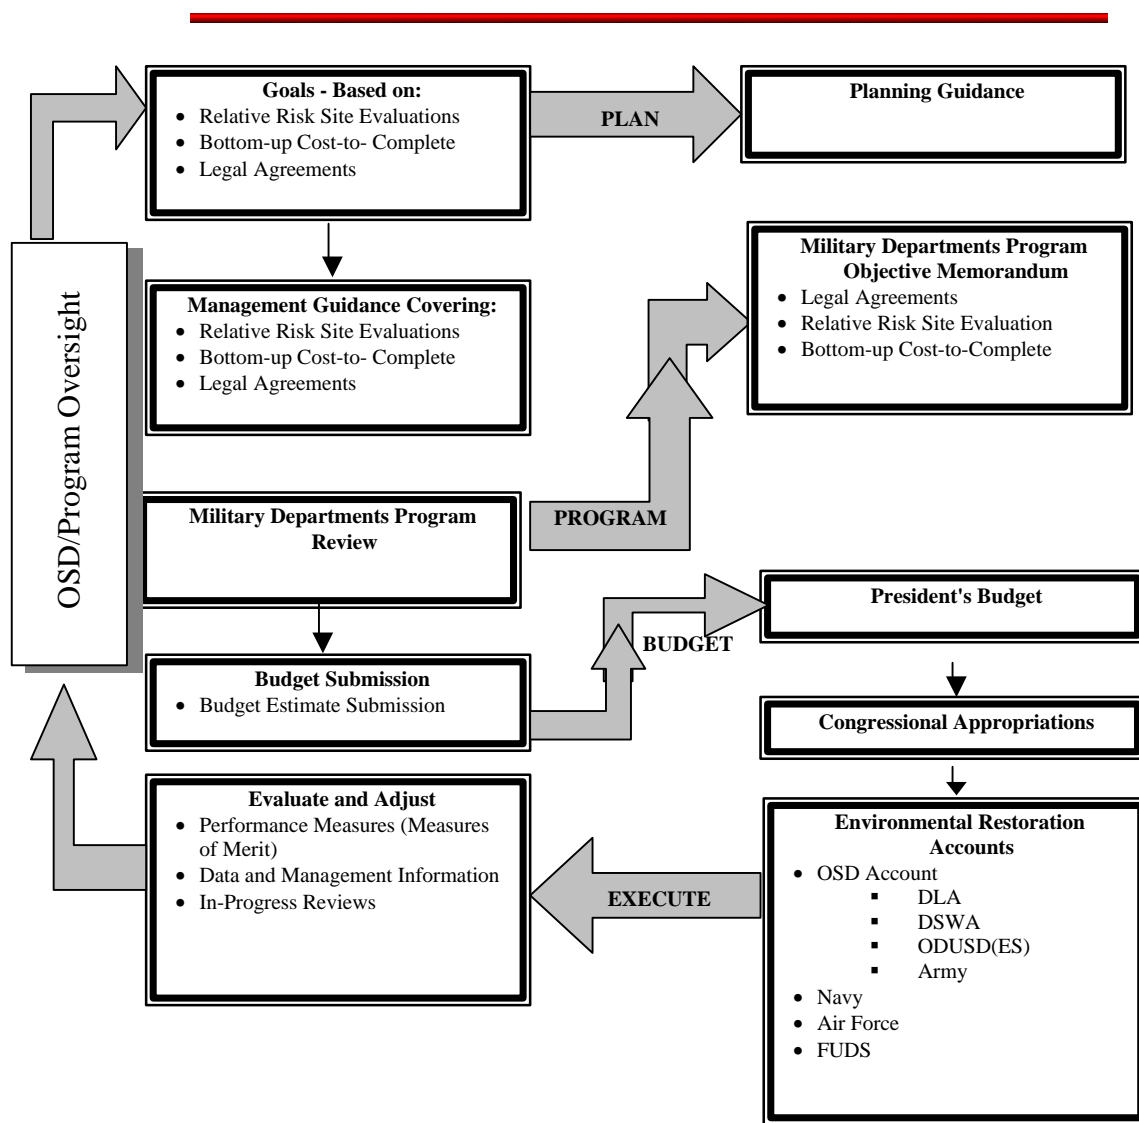 Goals - Based on:
• Relative Risk Site Evaluations
• Bottom-up Cost-to- Complete
• Legal Agreements
PLAN
Planning Guidance
OSD/Program Oversight
Management Guidance Covering:
• Relative Risk Site Evaluations
• Bottom-up Cost-to- Complete
• Legal Agreements
Military Departments Program
Objective Memorandum
• Legal Agreements
• Relative Risk Site Evaluation
• Bottom-up Cost-to-Complete
Military Departments Program
Review
PROGRAM
Budget Submission
• Budget Estimate Submission
BUDGET
President's Budget
Congressional Appropriations
Environmental Restoration
Accounts
• OSD Account
▪ DLA
▪ DSWA
▪ ODUSD(ES)
▪ Army
• Navy
• Air Force
• FUDS
EXECUTE
Evaluate and Adjust
• Performance Measures (Measures
of Merit)
• Data and Management Information
• In-Progress Reviews